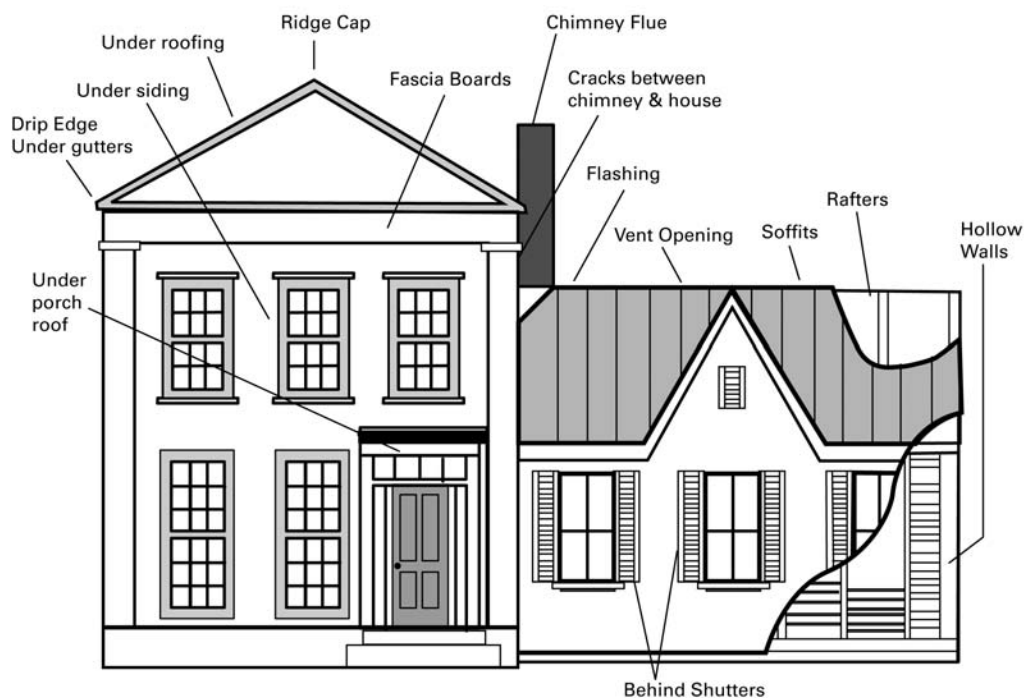 Ridge Cap
Chimney Flue
Under roofing
Fascia Boards
Cracks between
chimney & house
Under siding
Drip Edge
Under gutters
Flashing
Rafters
Vent Opening
Soffits
Hollow
Walls
Under
porch
roof
Behind Shutters